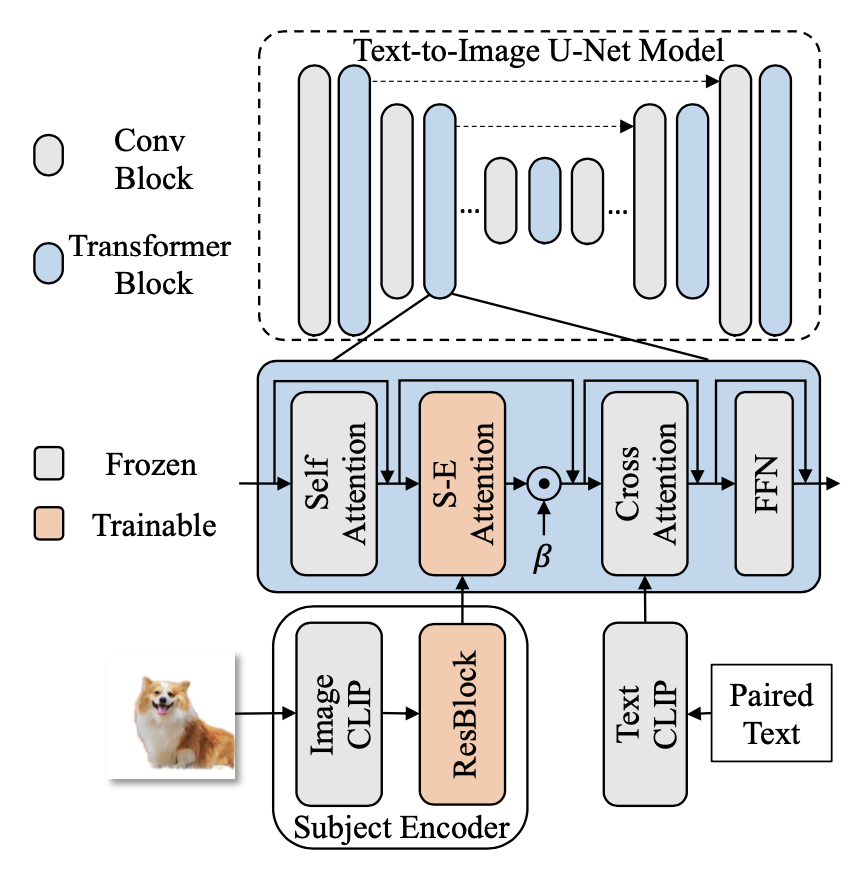 Text-to-Image U-Net Model
Conv
Block
Transformer
Block
...
...
Frozen
Trainable
Self
Attention
S-E
Attention
β
Cross
Attention
FFN
Image
CLIP
ResBlock
Subject Encoder
Text
CLIP
Paired
Text